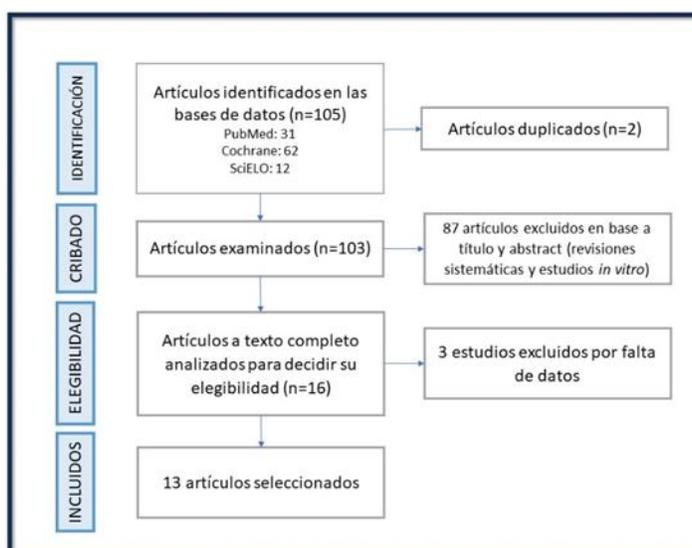 IDENTIFICACIÓN
Artículos identificados en las
bases de datos (n=105)
PubMed: 31
Cochrane: 62
SciELO: 12
Artículos duplicados (n=2)
CRIBADO
Artículos examinados (n=103)
87 artículos excluidos en base a
título y abstract (revisiones
sistemáticas y estudios in vitro)
ELEGIBILIDAD
Artículos a texto completo
analizados para decidir su
elegibilidad (n=16)
3 estudios excluidos por falta
de datos
INCLUIDOS
13 artículos seleccionados